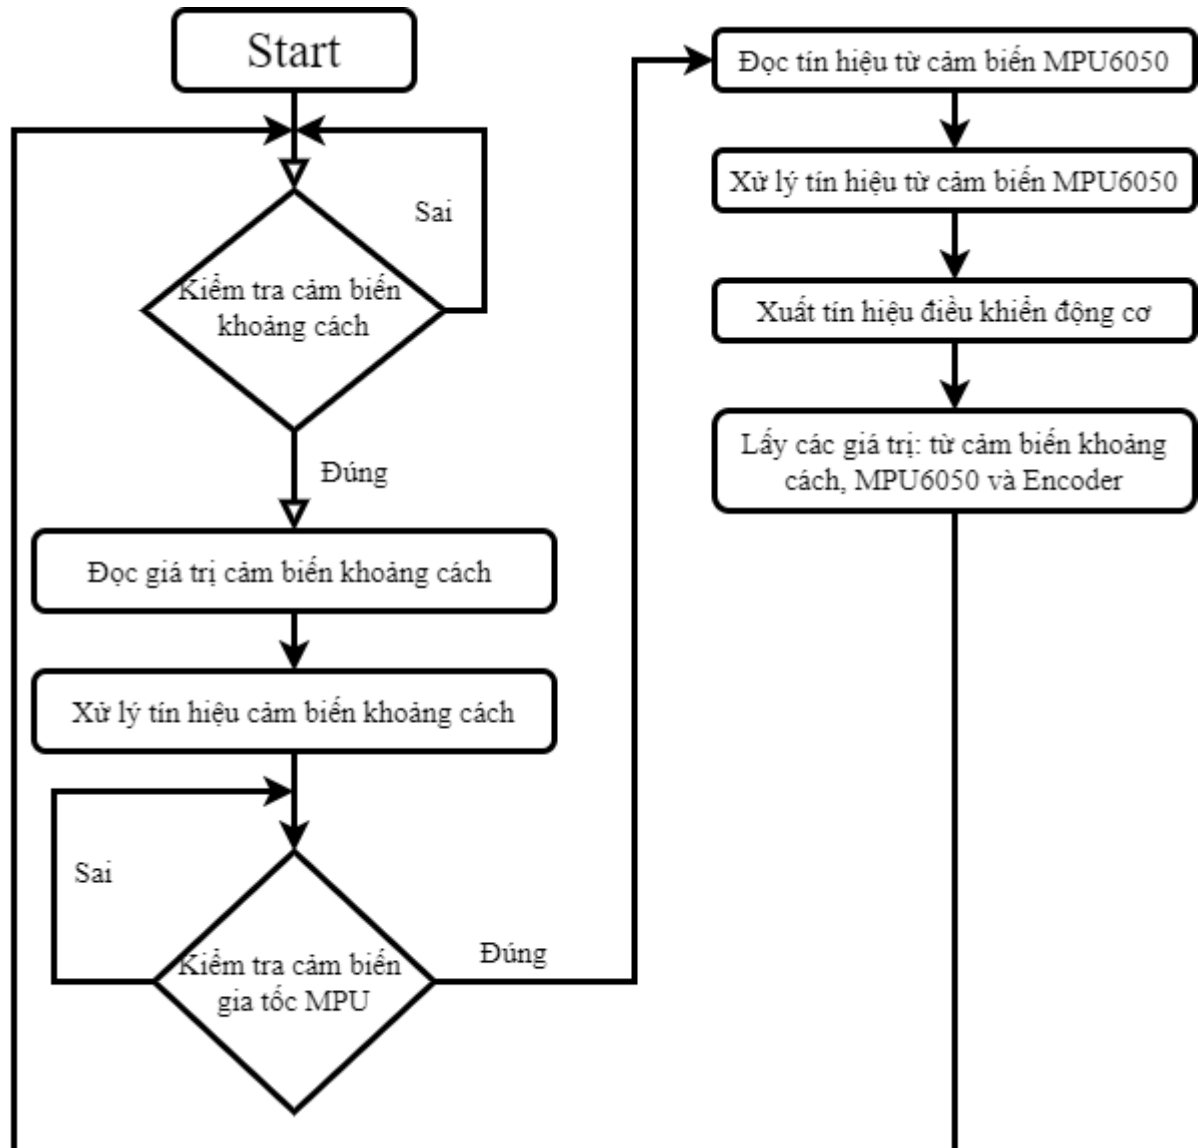 Start
Sai
Kiểm tra cảm biến
khoảng cách
Đúng
Đọc giá trị cảm biến khoảng cách
Xử lý tín hiệu cảm biến khoảng cách
Sai
Kiểm tra cảm biến
gia tốc MPU
Đúng
Đọc tín hiệu từ cảm biến MPU6050
Xử lý tín hiệu từ cảm biến MPU6050
Xuất tín hiệu điều khiển động cơ
Lấy các giá trị: từ cảm biến khoảng
cách, MPU6050 và Encoder